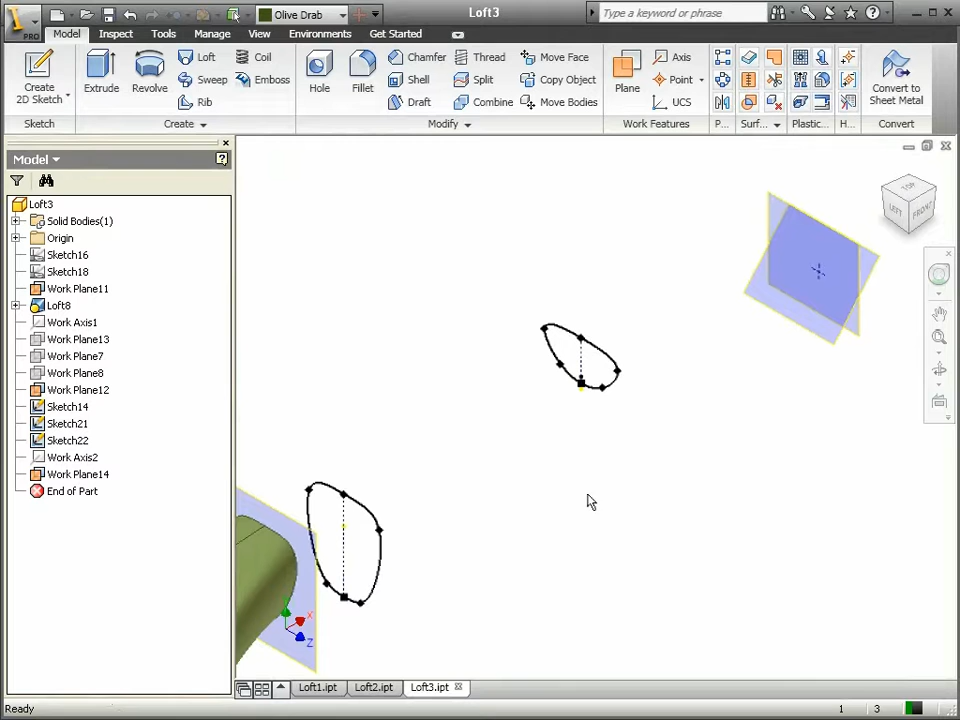 Olive Drab
Loft3
Type a keyword or phrase
Model
Inspect
Tools
Manage
View
Environments
Get Started
Create
2D Sketch
Extrude
Revolve
Loft
Sweep
Rib
Coil
Emboss
Hole
Fillet
Chamfer
Shell
Draft
Thread
Split
Combine
Move Face
Copy Object
Move Bodies
Plane
Axis
Point
UCS
Convert to
Sheet Metal
Sketch
Create
Modify
Work Features
P...
Surf...
Plastic...
H...
Convert
Model
Loft3
Solid Bodies(1)
Origin
Sketch16
Sketch18
Work Plane11
Loft8
Work Axis1
Work Plane13
Work Plane7
Work Plane8
Work Plane12
Sketch14
Sketch21
Sketch22
Work Axis2
Work Plane14
End of Part
TOP
LEFT
FRONT
X
Z
Loft1.ipt
Loft2.ipt
Loft3.ipt
Ready
1
3